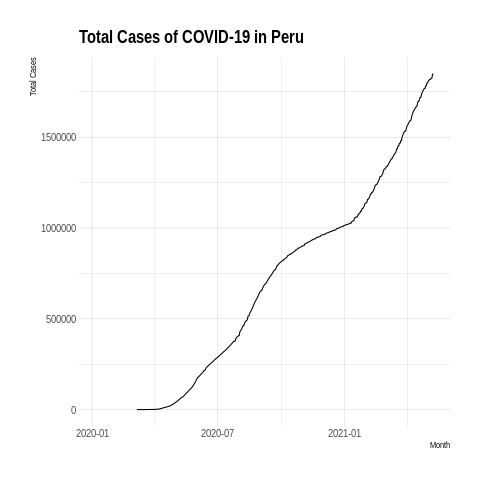 Total Cases of COVID-19 in Peru
Total Cases
1500000
1000000
500000
0
2020-01 2020-07 2021-01
Month